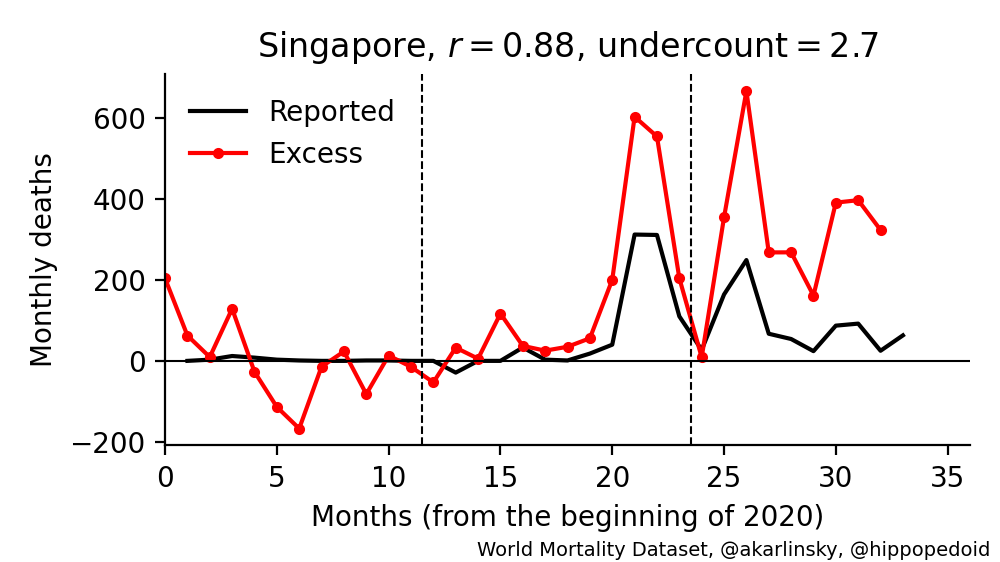 Singapore, r = 0.88, undercount = 2.7
Reported
Excess
Monthly deaths
600
400
200
0
−200
0 5 10 15 20 25 30 35
Months (from the beginning of 2020)
World Mortality Dataset, @akarlinsky, @hippopedoid